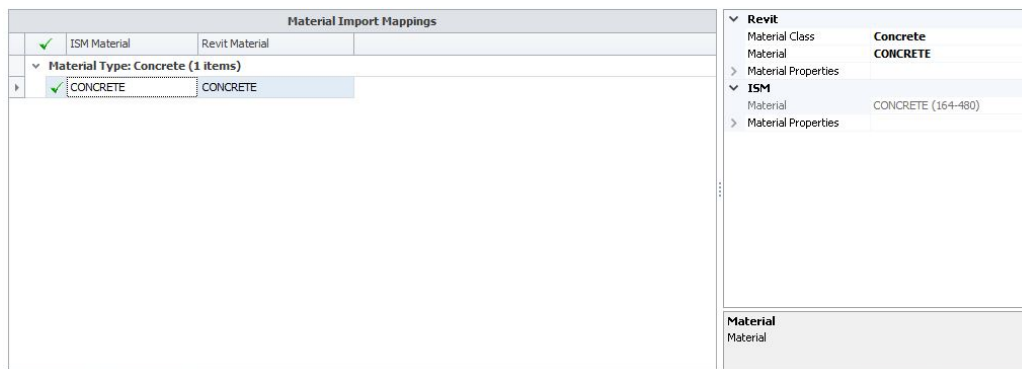 Material Import Mappings
ISM Material Revit Material
Material Type: Concrete (1 items)
CONCRETE CONCRETE
Revit
Material Class Concrete
Material CONCRETE
Material Properties
ISM
Material CONCRETE (164-480)
Material Properties
Material
Material